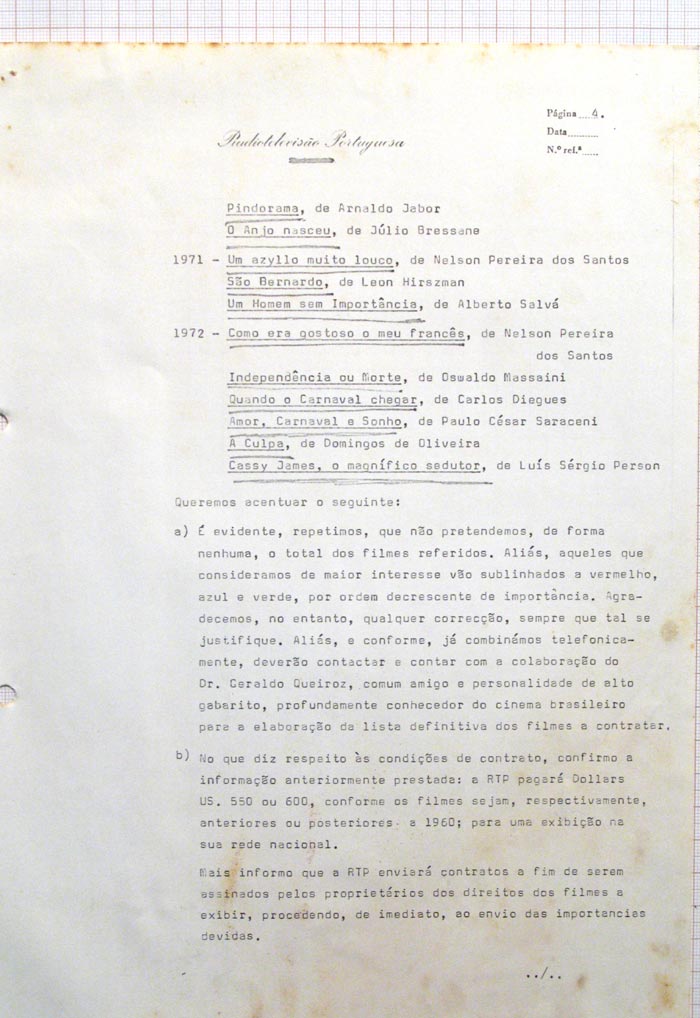 Página 4.
Data
N.º ref.ª
Radiotelevisão Portuguesa
Pindorama, de Arnaldo Jabor
O Anjo nasceu, de Júlio Bressane
1971 - Um azyllo muito louco, de Nelson Pereira dos Santos
São Bernardo, de Leon Hirszman
Um Homem sem Importância, de Alberto Salvá
1972 - Como era gostoso o meu francês, de Nelson Pereira
dos Santos
Independência ou Morte, de Oswaldo Massaini
Quando o Carnaval chegar, de Carlos Diegues
Amor, Carnaval e Sonho, de Paulo César Saraceni
A Culpa, de Domingos de Oliveira
Cassy James, o magnífico sedutor, de Luís Sérgio Person
Queremos acentuar o seguinte:
a) É evidente, repetimos, que não pretendemos, de forma
nenhuma, o total dos filmes referidos. Aliás, aqueles que
consideramos de maior interesse vão sublinhados a vermelho,
azul e verde, por ordem decrescente de importância. Agra-
decemos, no entanto, qualquer correcção, sempre que tal se
justifique. Aliás, e conforme, já combinámos telefonica-
mente, deverão contactar e contar com a colaboração do
Dr. Geraldo Queiroz, comum amigo e personalidade de alto
gabarito, profundamente conhecedor do cinema brasileiro
para a elaboração da lista definitiva dos filmes a contratar.
b) No que diz respeito às condições de contrato, confirmo a
informação anteriormente prestada: a RTP pagará Dollars
US. 550 ou 600, conforme os filmes sejam, respectivamente,
anteriores ou posteriores a 1960; para uma exibição na
sua rede nacional.
Mais informo que a RTP enviará contratos a fim de serem
assinados pelos proprietários dos direitos dos filmes a
exibir, procedendo, de imediato, ao envio das importancias
devidas.
../..